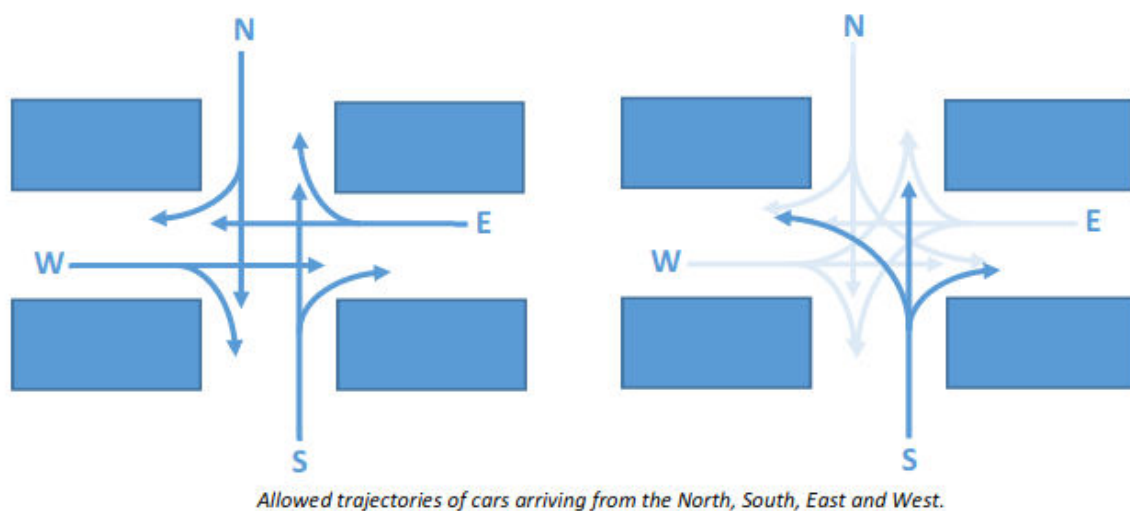 N
E
W
S
N
E
W
S
Allowed trajectories of cars arriving from the North, South, East and West.